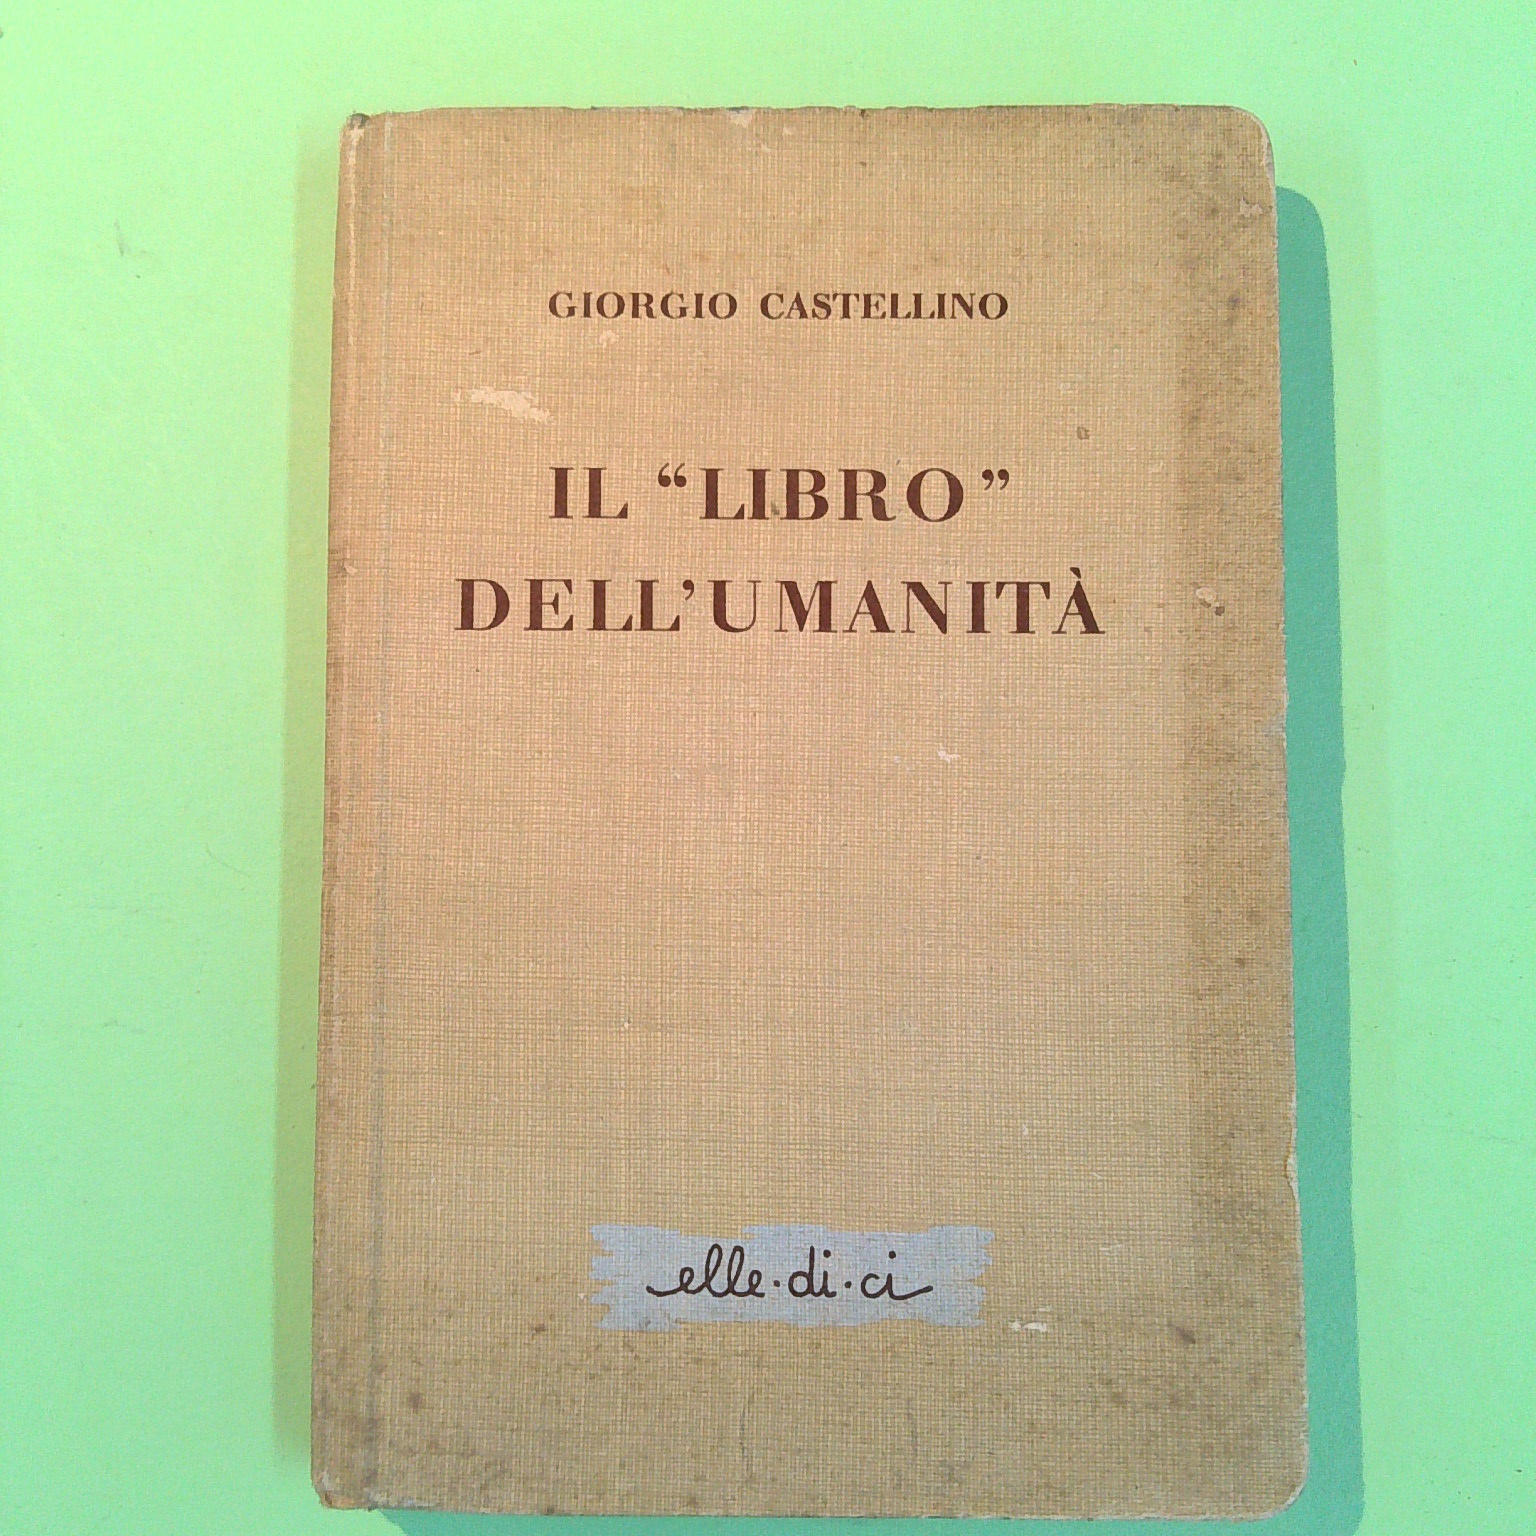 GIORGIO CASTELLINO
IL “LIBRO”
DELL’UMANITÀ
elle·di·ci